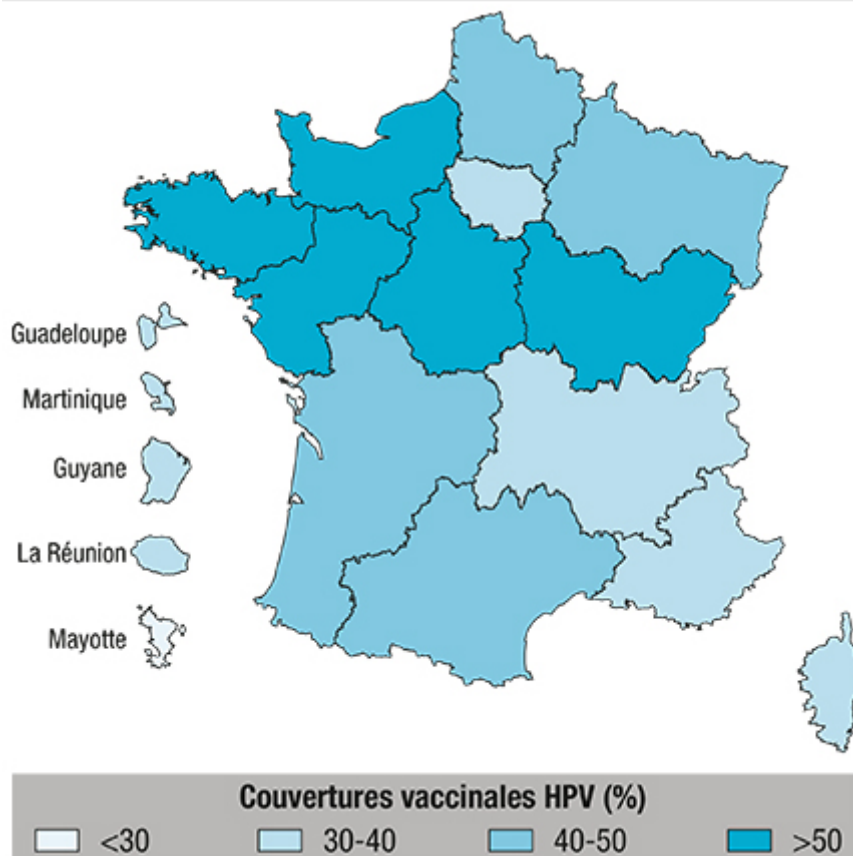 Guadeloupe
Martinique
Guyane
La Réunion
Mayotte
Couvertures vaccinales HPV (%)
<30 30-40 40-50 >50